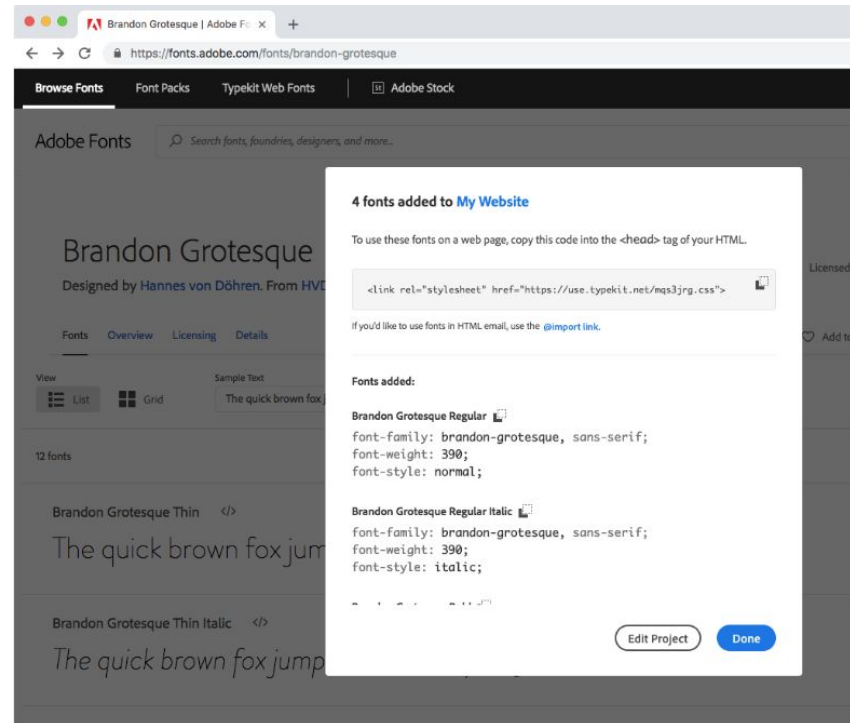 Brandon Grotesque | Adobe Fo
https://fonts.adobe.com/fonts/brandon-grotesque
Browse Fonts Font Packs Typekit Web Fonts St Adobe Stock
Adobe Fonts Search fonts, foundries, designers, and more...
4 fonts added to My Website
To use these fonts on a web page, copy this code into the <head> tag of your HTML.
<link rel="stylesheet" href="https://use.typekit.net/mqs3jrg.css">
If you'd like to use fonts in HTML email, use the @import link.
Fonts added:
Brandon Grotesque Regular
font-family: brandon-grotesque, sans-serif;
font-weight: 390;
font-style: normal;
Brandon Grotesque Regular Italic
font-family: brandon-grotesque, sans-serif;
font-weight: 390;
font-style: italic;
Edit Project Done
Brandon Grotesque
Designed by Hannes von Döhren. From HVD
Licensed
Fonts Overview Licensing Details
Add to
View Sample Text
List Grid The quick brown fox j
12 fonts
Brandon Grotesque Thin </>
The quick brown fox jum
Brandon Grotesque Thin Italic </>
The quick brown fox jump